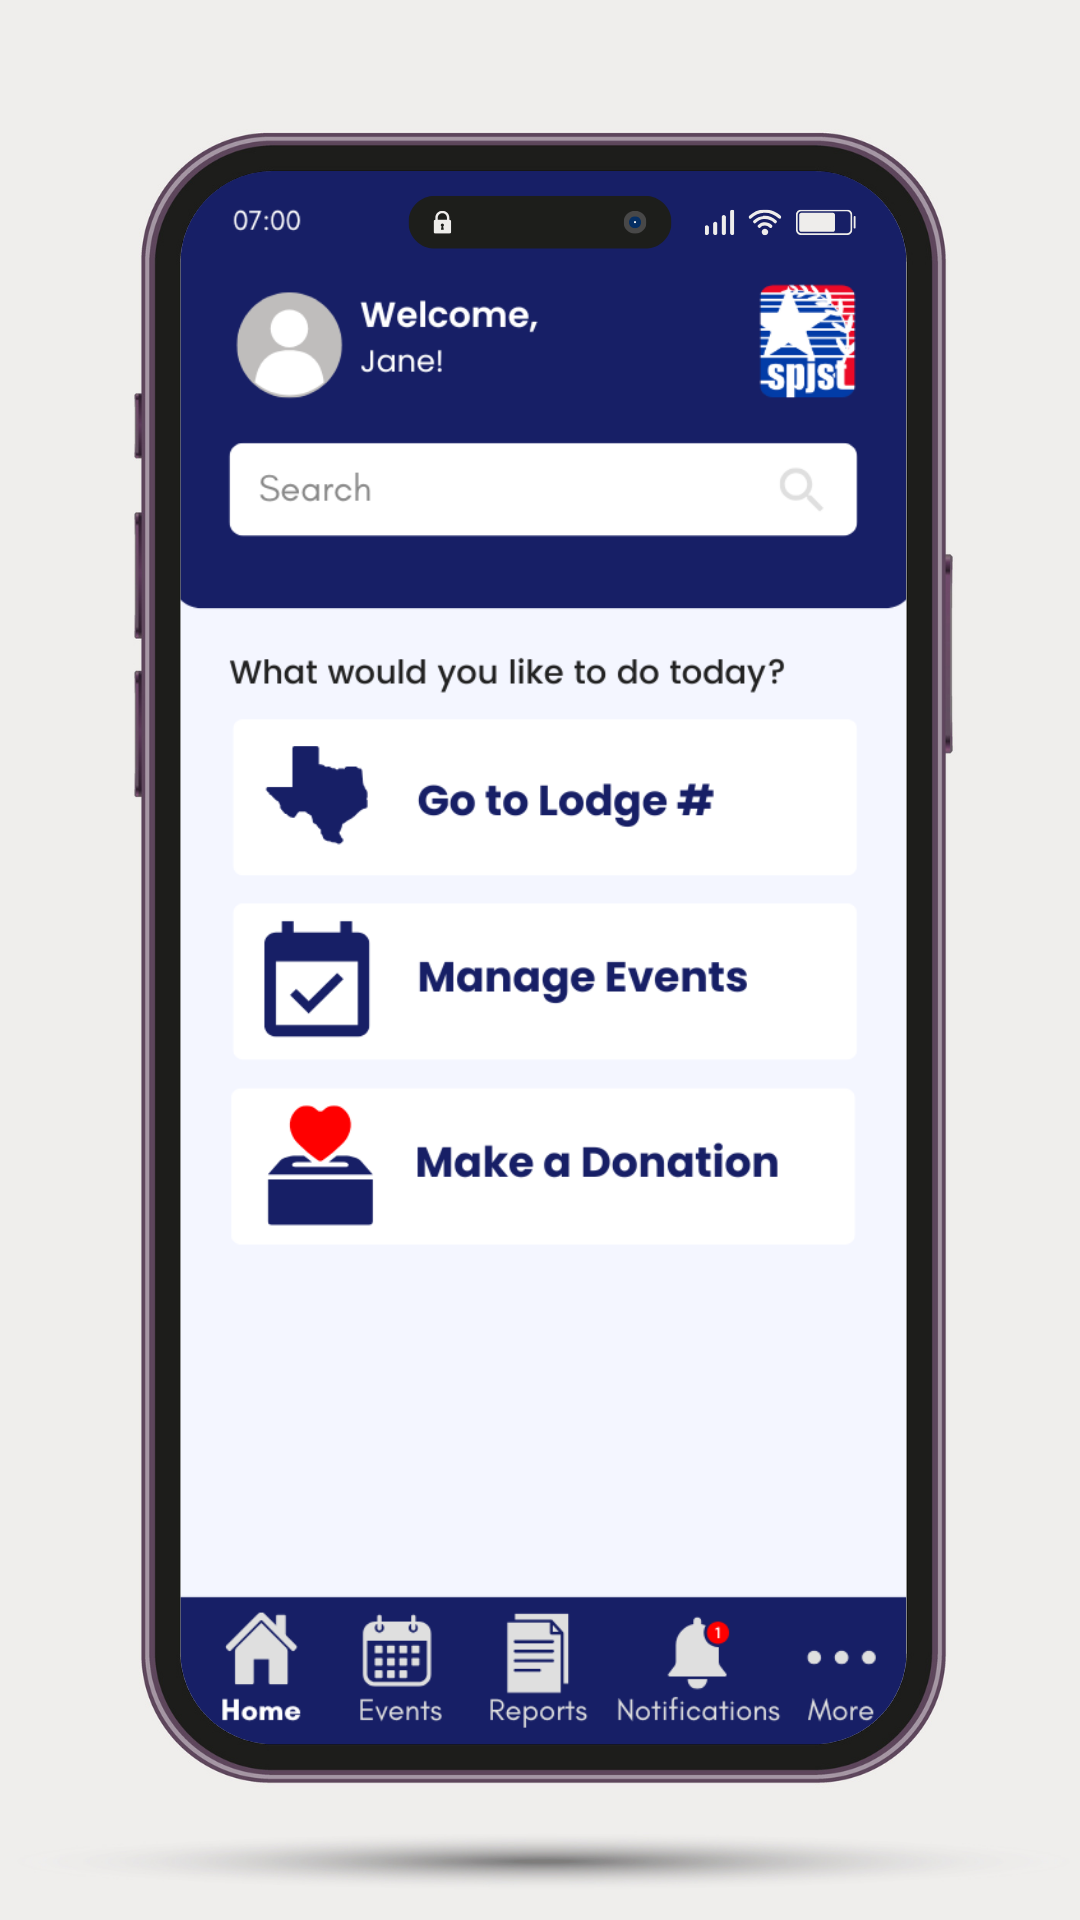 07:00
Welcome,
Jane!
spjst
Search
What would you like to do today?
Go to Lodge #
Manage Events
Make a Donation
1
Home
Events
Reports
Notifications
More